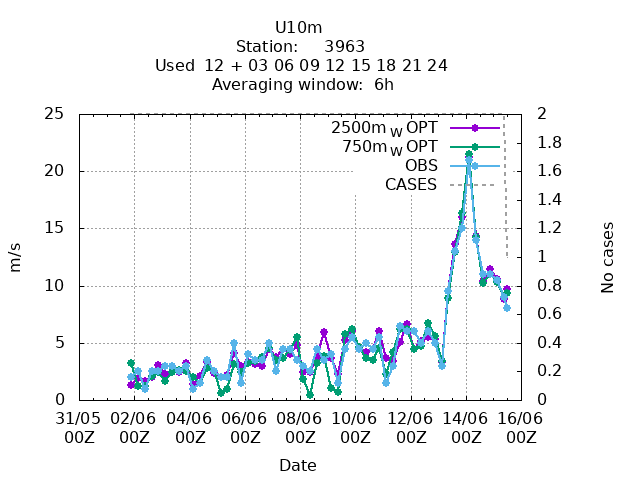 U10m
Station: 3963
Used 12 + 03 06 09 12 15 18 21 24
Averaging window: 6h
2500m W OPT
750m W OPT
OBS
CASES
25
20
15
10
5
0
m/s
2
1.8
1.6
1.4
1.2
1
0.8
0.6
0.4
0.2
0
No cases
31/05 02/06 04/06 06/06 08/06 10/06 12/06 14/06 16/06
00Z 00Z 00Z 00Z 00Z 00Z 00Z 00Z 00Z
Date